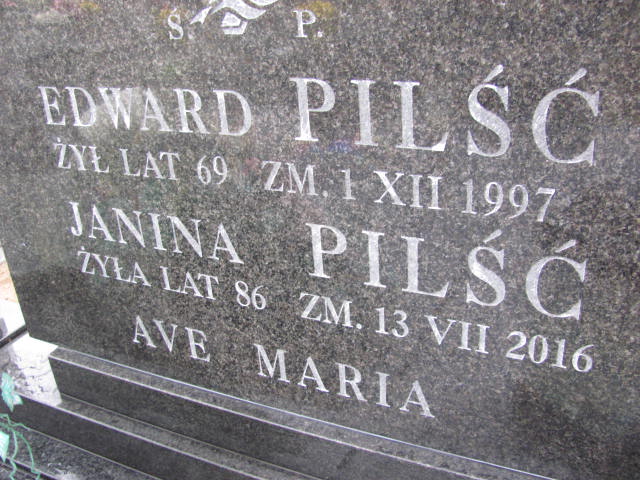 Ś. P.
EDWARD PILŚĆ
ŻYŁ LAT 69 ZM. 1 XII 1997
JANINA PILŚĆ
ŻYŁA LAT 86 ZM. 13 VII 2016
AVE MARIA